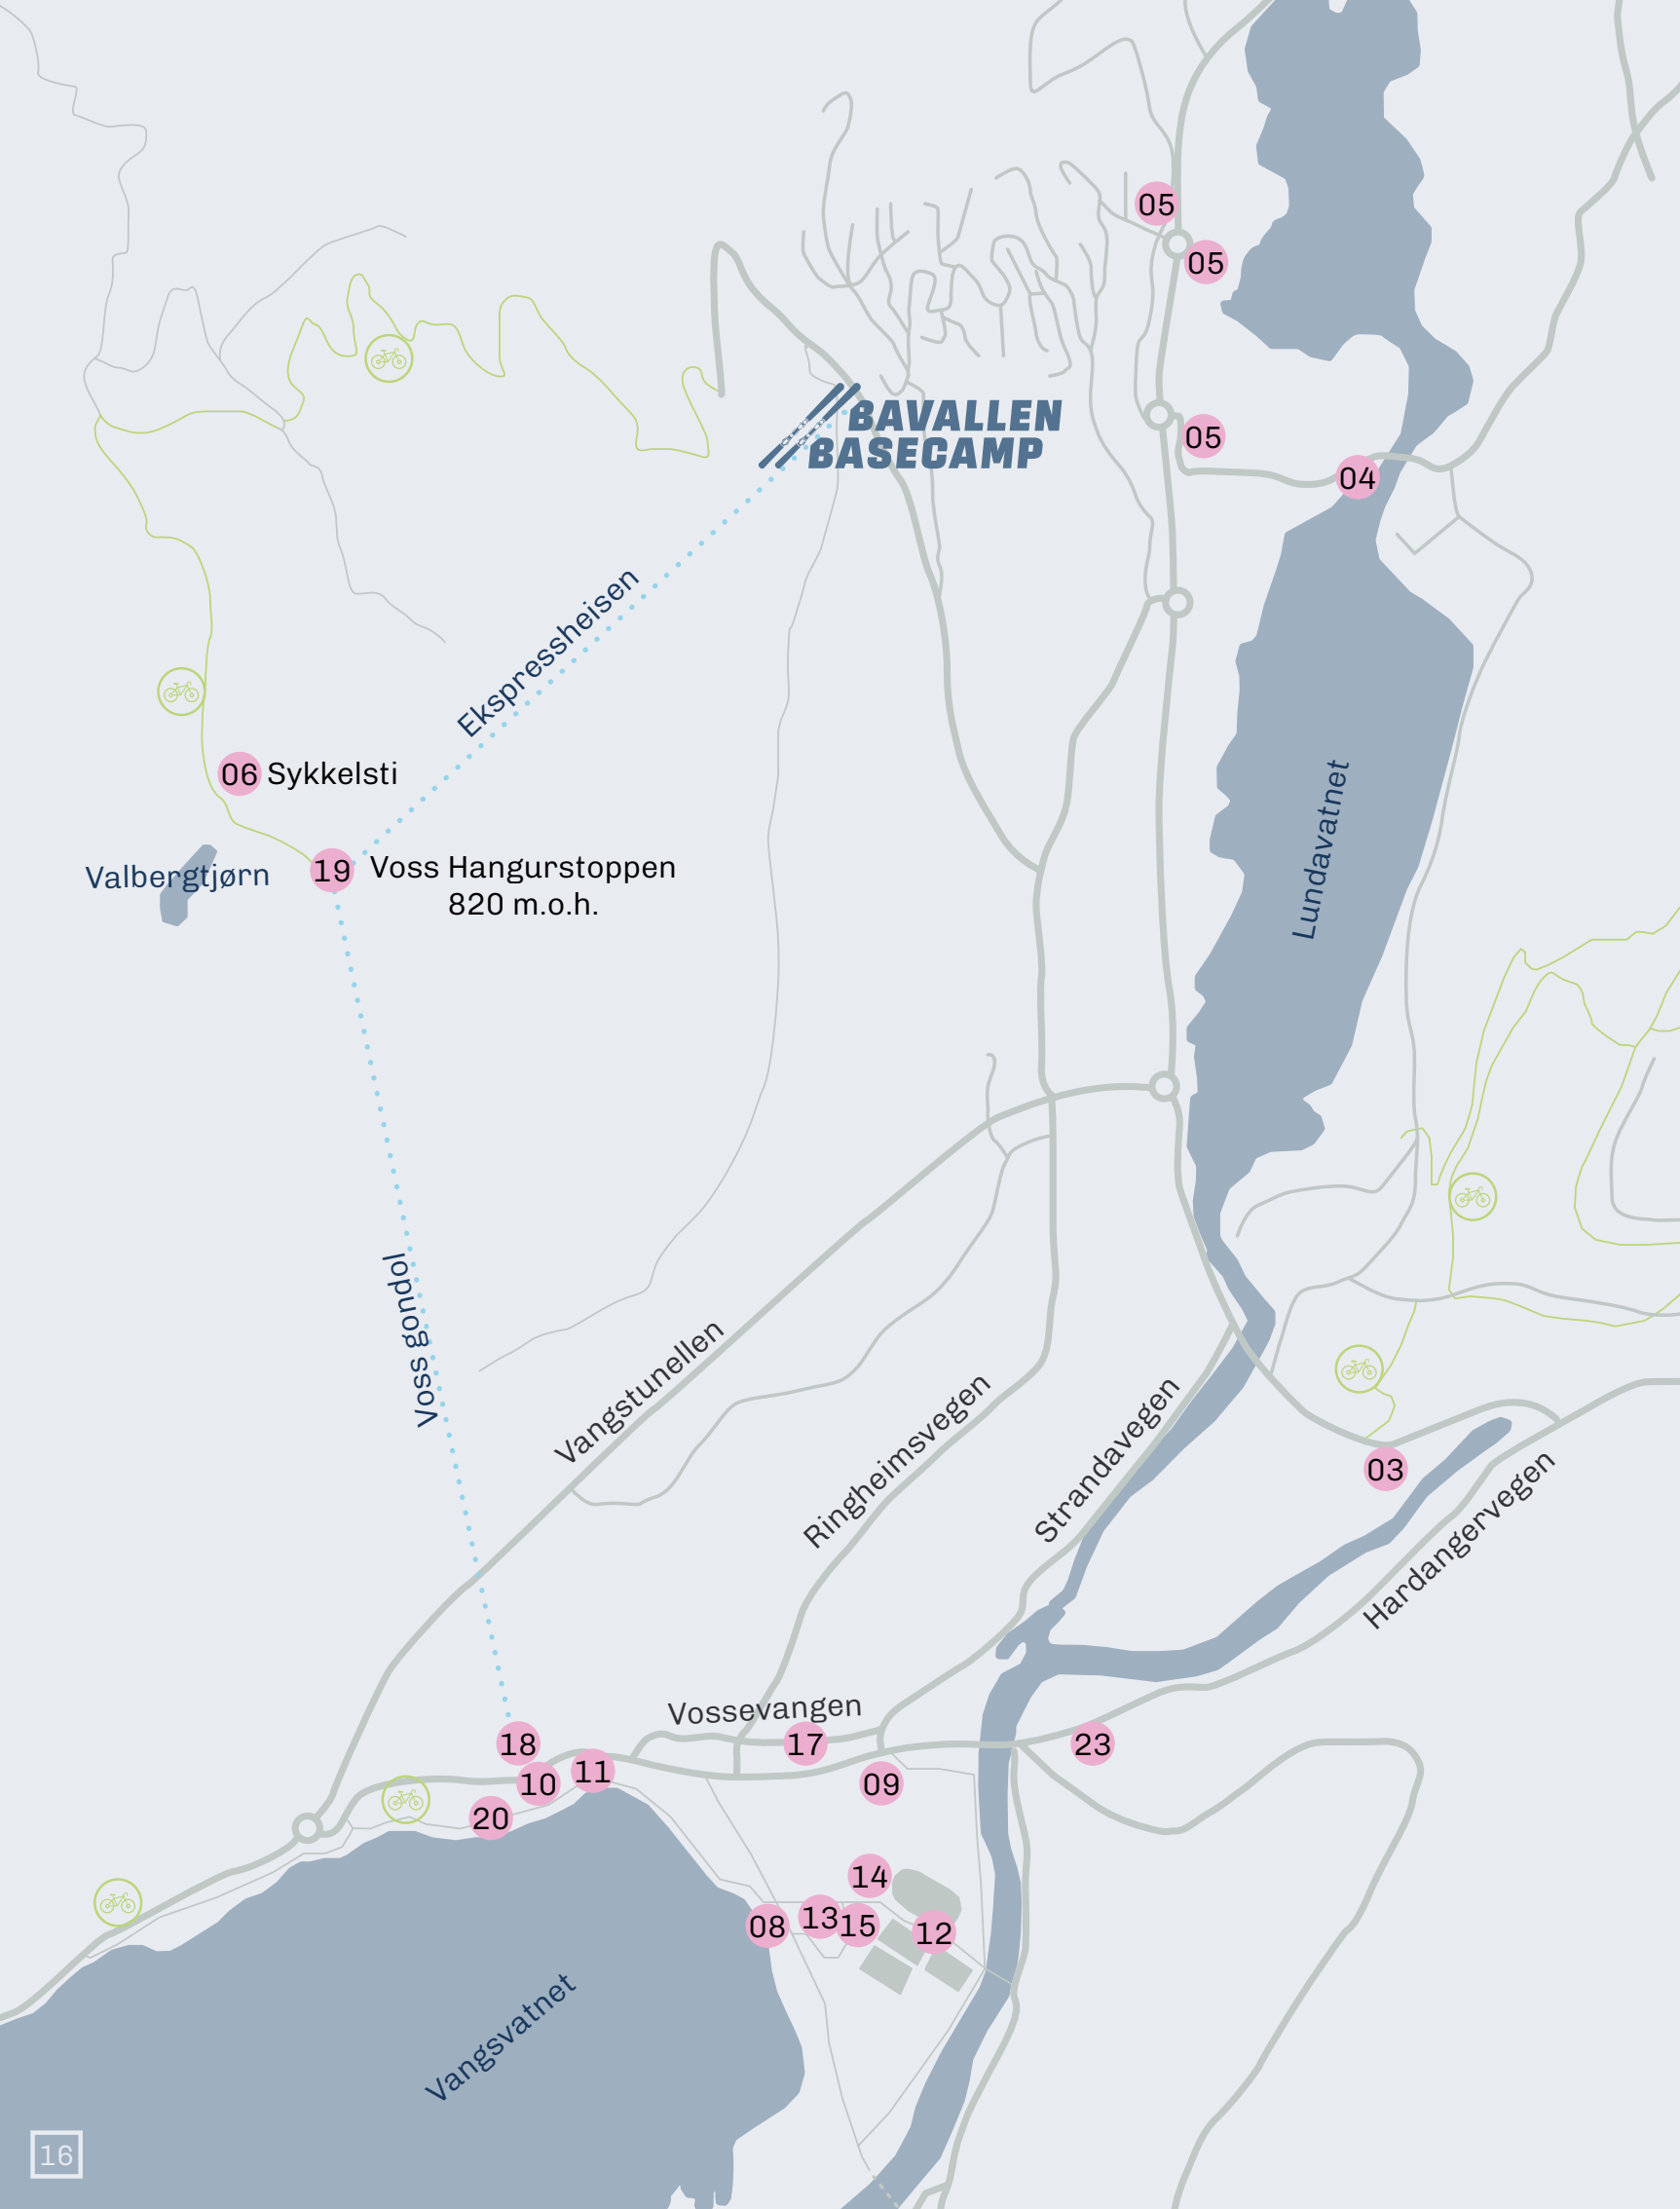 05
05
BAVALLEN
BASECAMP
05
04
Ekspressheisen
06 Sykkelsti
Lundavatnet
Valbergtjørn
19
Voss Hangurstoppen
820 m.o.h.
Voss gondol
Vangstunellen
Ringheimsvegen
Strandavegen
03
Hardangervegen
Vossevangen
18
17
23
10
11
09
20
14
08
13
15
12
Vangsvatnet
16